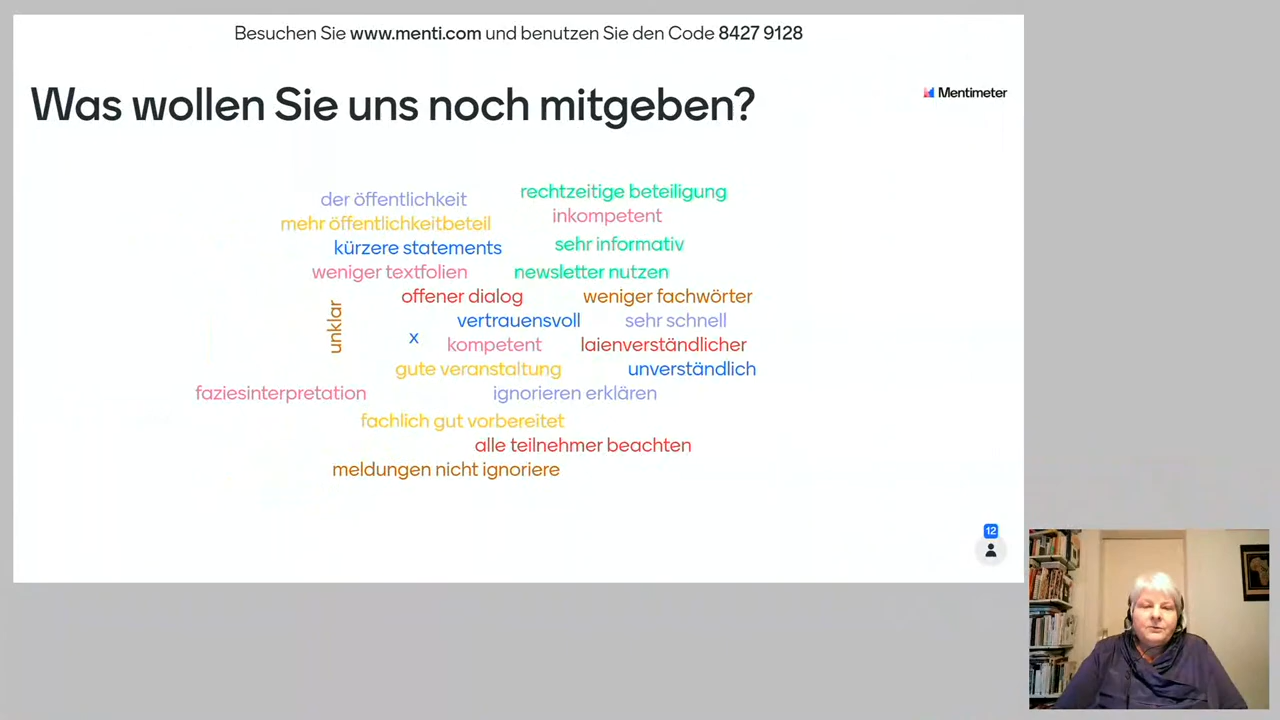 Besuchen Sie www.menti.com und benutzen Sie den Code 8427 9128
Was wollen Sie uns noch mitgeben?
Mentimeter
der öffentlichkeit
rechtzeitige beteiligung
mehr öffentlichkeitbeteil
inkompetent
kürzere statements
sehr informativ
weniger textfolien
newsletter nutzen
offener dialog
weniger fachwörter
unklar
vertrauensvoll
sehr schnell
x
kompetent
laienverständlicher
gute veranstaltung
unverständlich
faziesinterpretation
ignorieren erklären
fachlich gut vorbereitet
alle teilnehmer beachten
meldungen nicht ignoriere
12